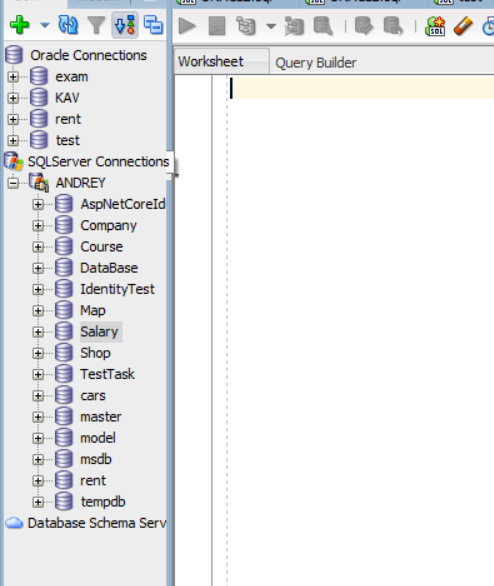 Worksheet
Query Builder
Oracle Connections
exam
KAV
rent
test
SQLServer Connections
ANDREY
AspNetCoreId
Company
Course
DataBase
IdentityTest
Map
Salary
Shop
TestTask
cars
master
model
msdb
rent
tempdb
Database Schema Serv